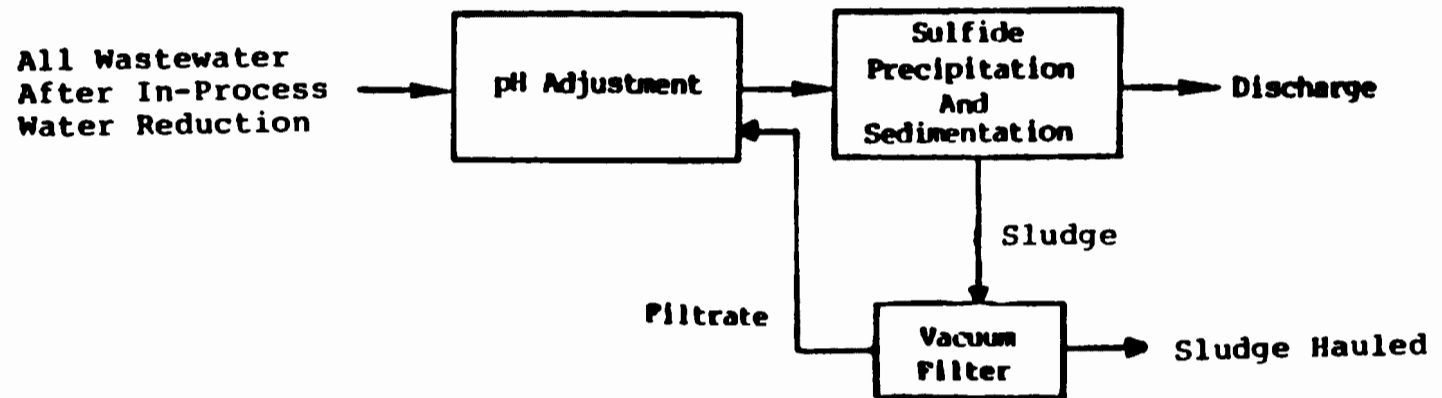 All Wastewater
After In-Process
Water Reduction
pH Adjustment
Sulfide
Precipitation
And
Sedimentation
Discharge
Sludge
Filtrate
Vacuum
Filter
Sludge Hauled